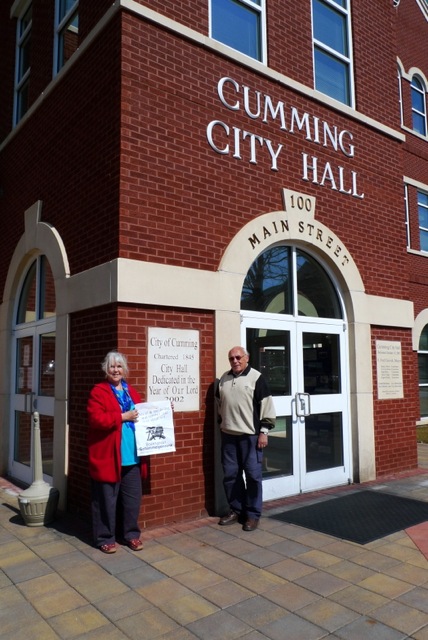 CUMMING
CITY HALL
100
MAIN STREET
City of Cumming
Chartered 1845
City Hall
Dedicated in the
Year of Our Lord
2002